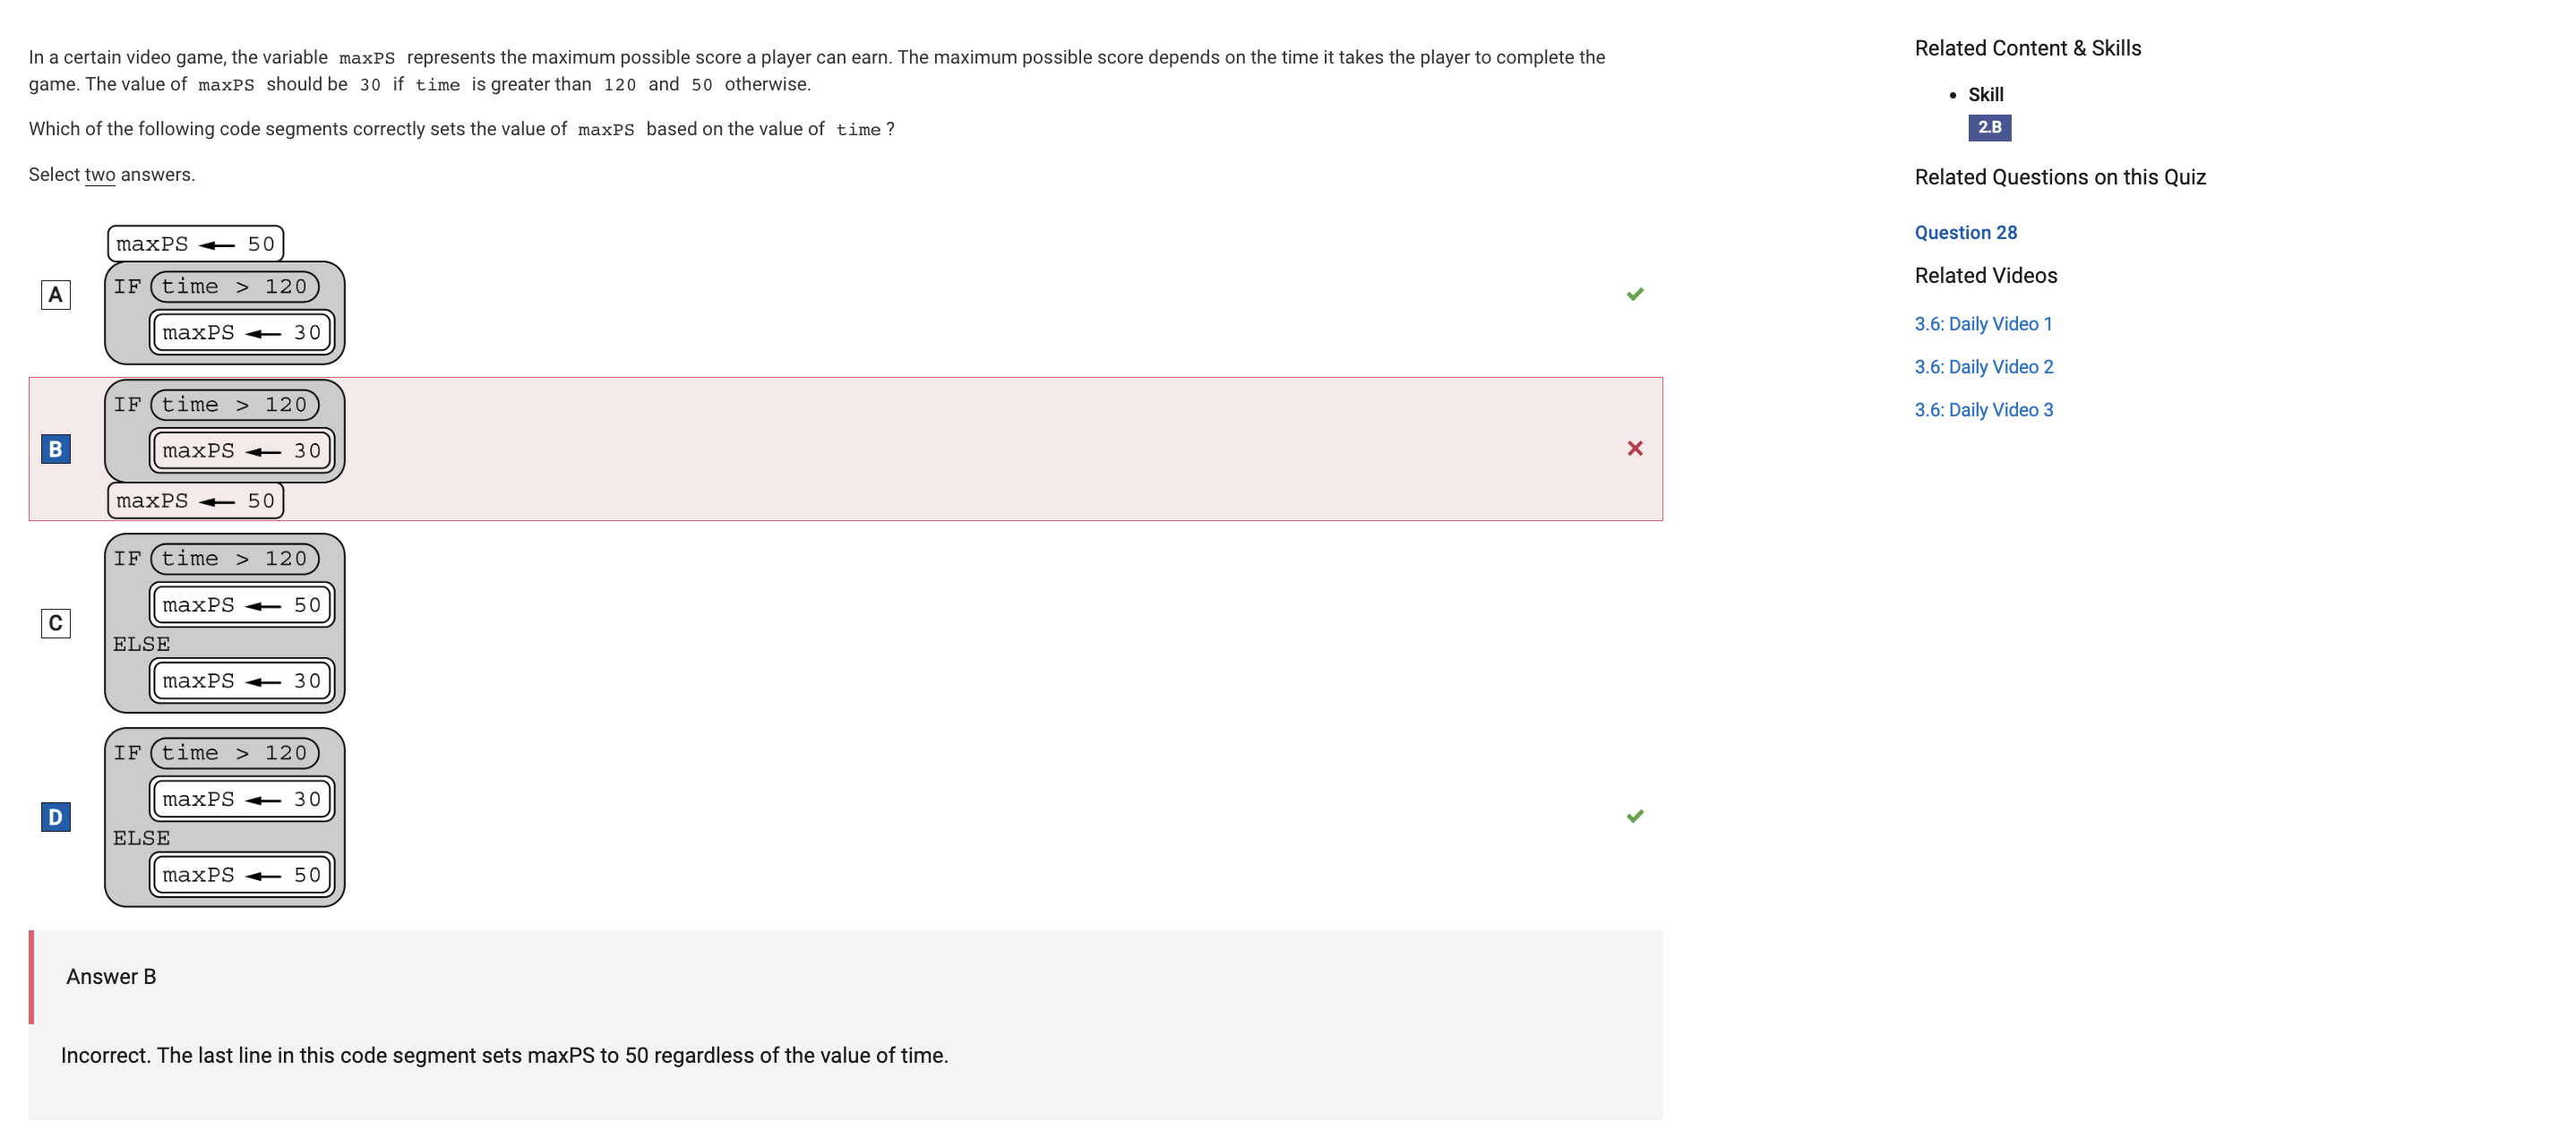 In a certain video game, the variable maxPS represents the maximum possible score a player can earn. The maximum possible score depends on the time it takes the player to complete the
game. The value of maxPS should be 30 if time is greater than 120 and 50 otherwise.
Which of the following code segments correctly sets the value of maxPS based on the value of time ?
Select two answers.
A
maxPS ← 50
IF time > 120
maxPS ← 30
B
IF time > 120
maxPS ← 30
maxPS ← 50
C
IF time > 120
maxPS ← 50
ELSE
maxPS ← 30
D
IF time > 120
maxPS ← 30
ELSE
maxPS ← 50
Answer B
Incorrect. The last line in this code segment sets maxPS to 50 regardless of the value of time.
Related Content & Skills
• Skill
2.B
Related Questions on this Quiz
Question 28
Related Videos
3.6: Daily Video 1
3.6: Daily Video 2
3.6: Daily Video 3